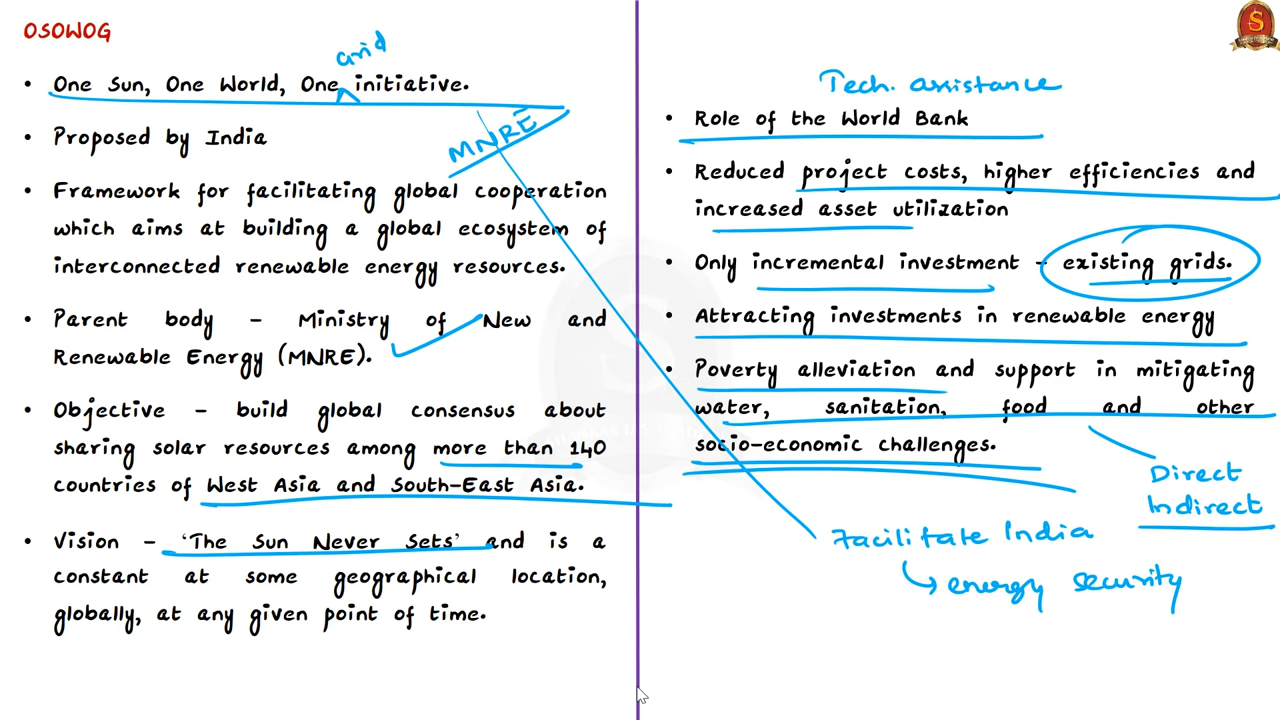 OSOWOG
grid
• One Sun, One World, One initiative.
• Proposed by India
MNRE
• Framework for facilitating global cooperation
which aims at building a global ecosystem of
interconnected renewable energy resources.
• Parent body – Ministry of New and
Renewable Energy (MNRE).
• Objective – build global consensus about
sharing solar resources among more than 140
countries of West Asia and South-East Asia.
• Vision – ‘The Sun Never Sets’ and is a
constant at some geographical location,
globally, at any given point of time.
Tech. assistance
• Role of the World Bank
• Reduced project costs, higher efficiencies and
increased asset utilization
• Only incremental investment – existing grids.
• Attracting investments in renewable energy
• Poverty alleviation and support in mitigating
water, sanitation, food and other
socio-economic challenges.
Direct
Indirect
Facilitate India
energy security